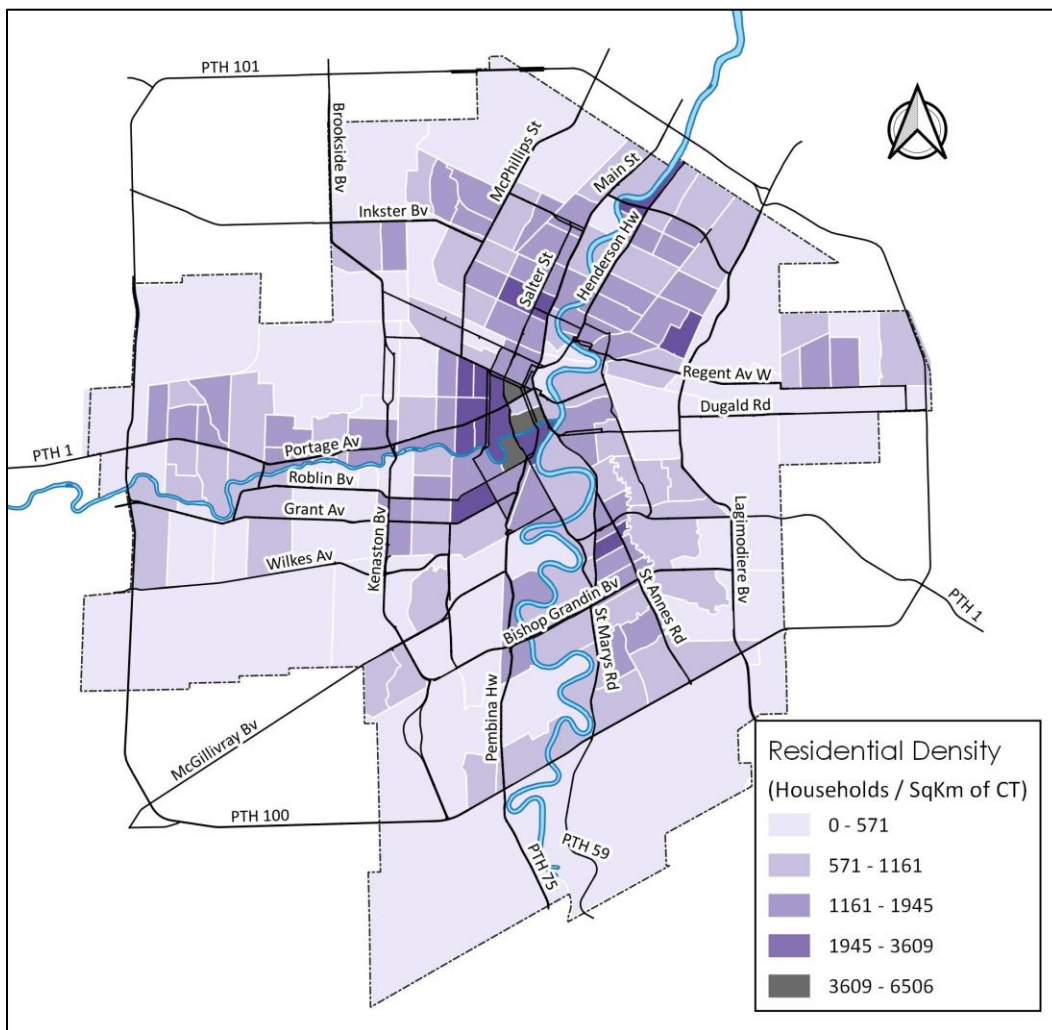 PTH 101
Brookside Bv
McPhillips St
Main St
Inkster Bv
Salter St
Henderson Hw
Regent Av W
Dugald Rd
PTH 1
Portage Av
Roblin Bv
Grant Av
Wilkes Av
Kenaston Bv
Lagimodiere Bv
PTH 1
Bishop Grandin Bv
St Annes Rd
St Marys Rd
Pembina Hw
McGillivray Bv
PTH 100
PTH 75
PTH 59
Residential Density
(Households / SqKm of CT)
0 - 571
571 - 1161
1161 - 1945
1945 - 3609
3609 - 6506